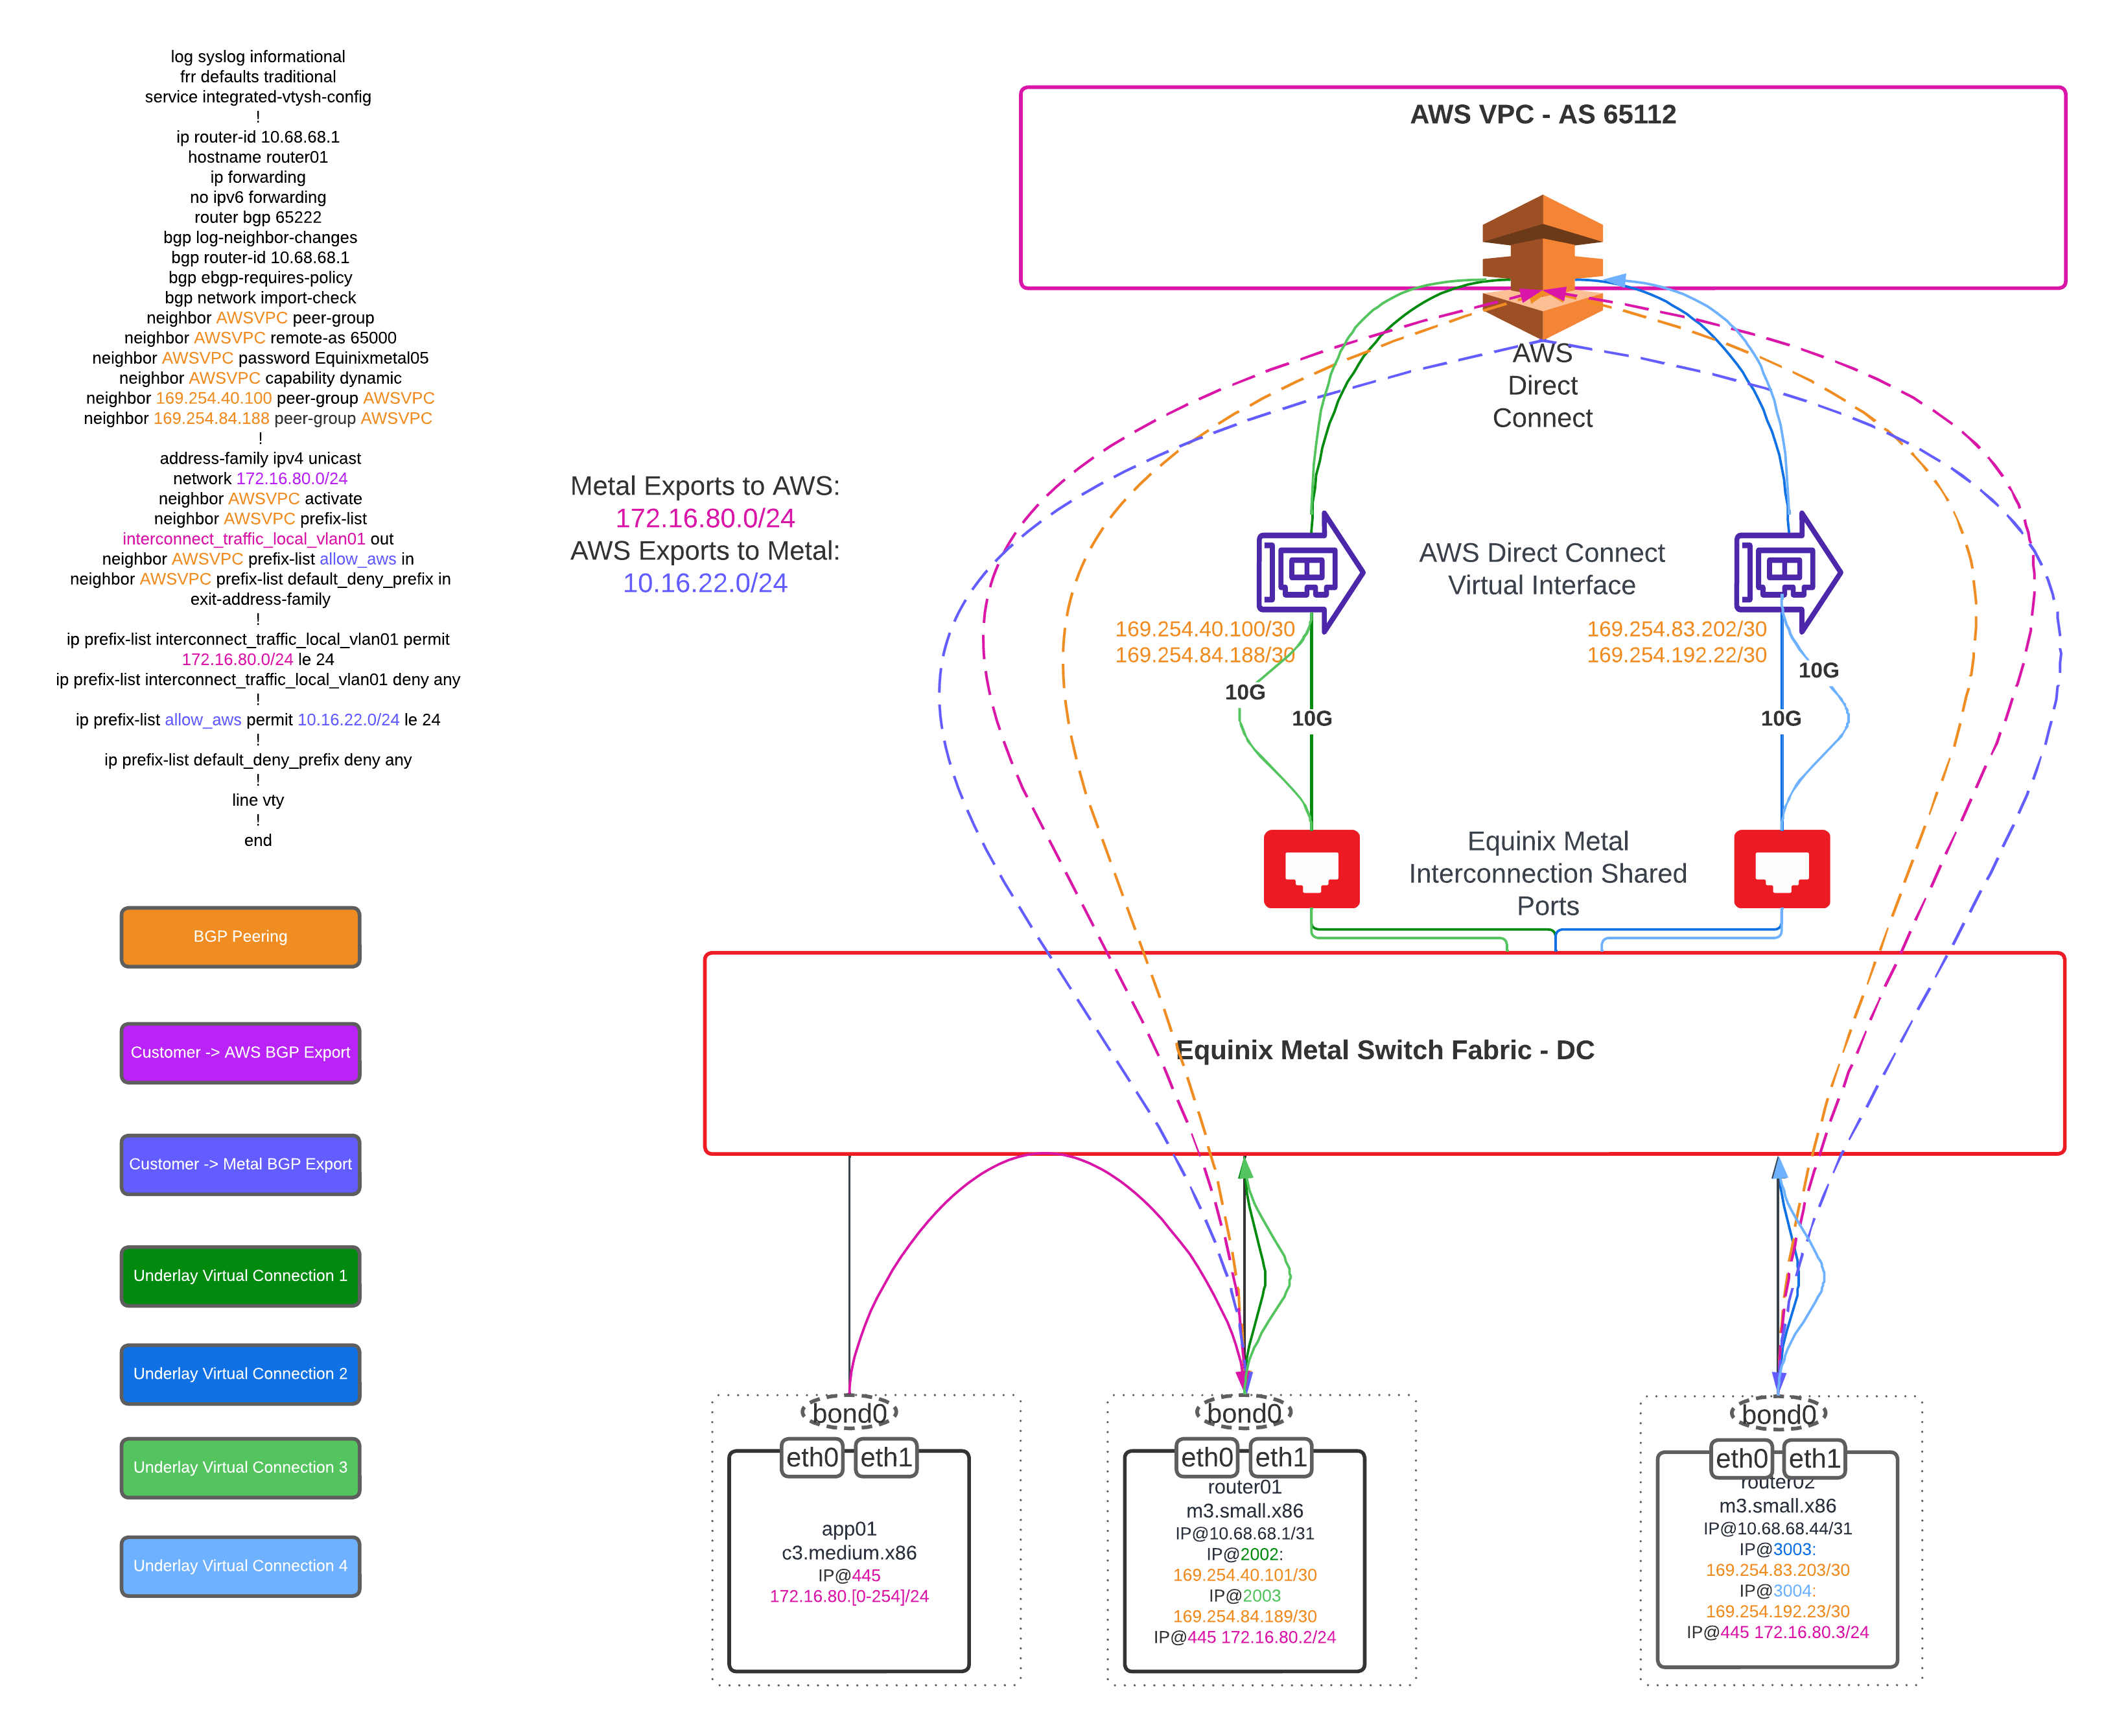 log syslog informational
frr defaults traditional
service integrated-vtysh-config
!
ip router-id 10.68.68.1
hostname router01
ip forwarding
no ipv6 forwarding
router bgp 65222
bgp log-neighbor-changes
bgp router-id 10.68.68.1
bgp ebgp-requires-policy
bgp network import-check
neighbor AWSVPC peer-group
neighbor AWSVPC remote-as 65000
neighbor AWSVPC password Equinixmetal05
neighbor AWSVPC capability dynamic
neighbor 169.254.40.100 peer-group AWSVPC
neighbor 169.254.84.188 peer-group AWSVPC
!
address-family ipv4 unicast
network 172.16.80.0/24
neighbor AWSVPC activate
neighbor AWSVPC prefix-list
interconnect_traffic_local_vlan01 out
neighbor AWSVPC prefix-list allow_aws in
neighbor AWSVPC prefix-list default_deny_prefix in
exit-address-family
!
ip prefix-list interconnect_traffic_local_vlan01 permit
172.16.80.0/24 le 24
ip prefix-list interconnect_traffic_local_vlan01 deny any
!
ip prefix-list allow_aws permit 10.16.22.0/24 le 24
!
ip prefix-list default_deny_prefix deny any
!
line vty
!
end
BGP Peering
Customer -> AWS BGP Export
Customer -> Metal BGP Export
Underlay Virtual Connection 1
Underlay Virtual Connection 2
Underlay Virtual Connection 3
Underlay Virtual Connection 4
Metal Exports to AWS:
172.16.80.0/24
AWS Exports to Metal:
10.16.22.0/24
AWS VPC - AS 65112
AWS
Direct
Connect
AWS Direct Connect
Virtual Interface
169.254.40.100/30
169.254.84.188/30
169.254.83.202/30
169.254.192.22/30
10G
10G
10G
10G
Equinix Metal
Interconnection Shared
Ports
Equinix Metal Switch Fabric - DC
bond0
eth0
eth1
app01
c3.medium.x86
IP@445
172.16.80.[0-254]/24
bond0
eth0
eth1
router01
m3.small.x86
IP@10.68.68.1/31
IP@2002:
169.254.40.101/30
IP@2003
169.254.84.189/30
IP@445 172.16.80.2/24
bond0
eth0
eth1
router02
m3.small.x86
IP@10.68.68.44/31
IP@3003:
169.254.83.203/30
IP@3004:
169.254.192.23/30
IP@445 172.16.80.3/24